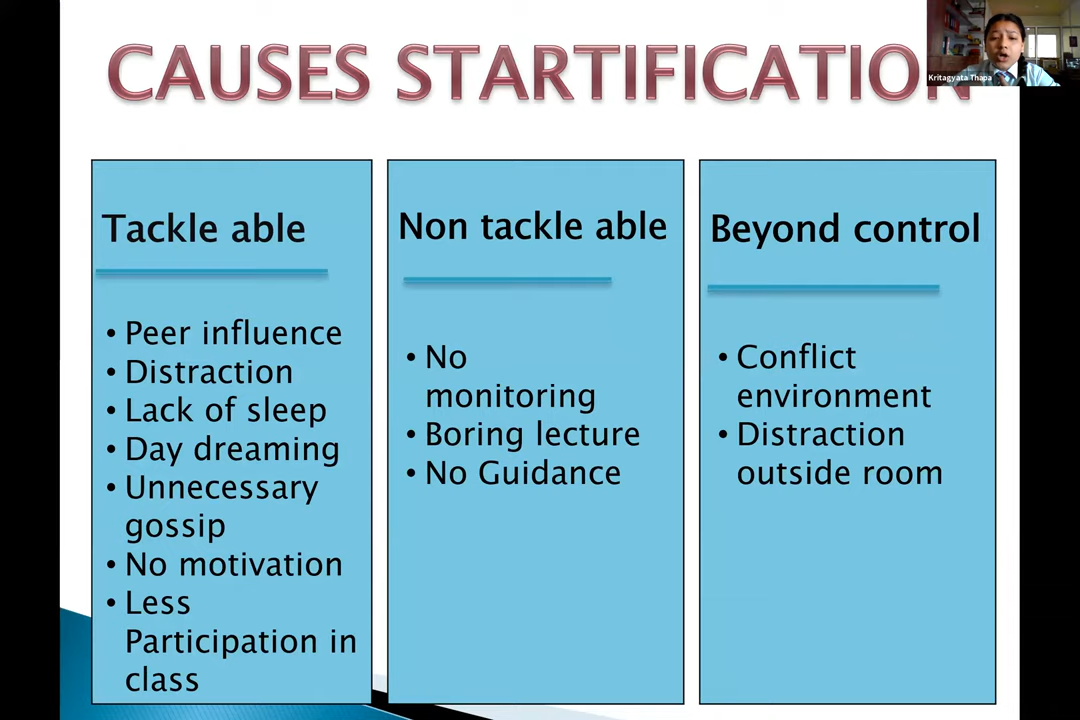 CAUSES STARTIFICATION
Kritagyata Thapa
Tackle able
• Peer influence
• Distraction
• Lack of sleep
• Day dreaming
• Unnecessary
gossip
• No motivation
• Less
Participation in
class
Non tackle able
• No
monitoring
• Boring lecture
• No Guidance
Beyond control
• Conflict
environment
• Distraction
outside room